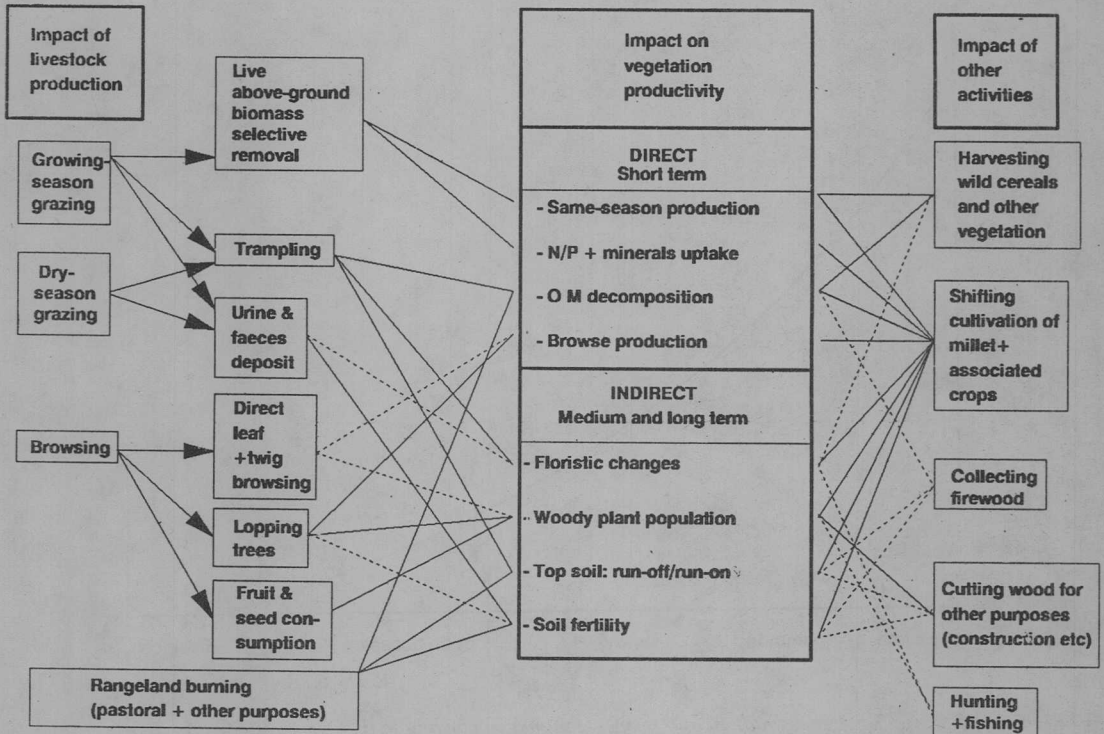 Impact of
livestock
production
Growing-
season
grazing
Dry-
season
grazing
Browsing
Rangeland burning
(pastoral + other purposes)
Live
above-ground
biomass
selective
removal
Trampling
Urine &
faeces
deposit
Direct
leaf
+twig
browsing
Lopping
trees
Fruit &
seed con-
sumption
Impact on
vegetation
productivity
DIRECT
Short term
- Same-season production
- N/P + minerals uptake
- O M decomposition
- Browse production
INDIRECT
Medium and long term
- Floristic changes
- Woody plant population
- Top soil: run-off/run-on
- Soil fertility
Impact of
other
activities
Harvesting
wild cereals
and other
vegetation
Shifting
cultivation of
millet+
associated
crops
Collecting
firewood
Cutting wood for
other purposes
(construction etc)
Hunting
+fishing